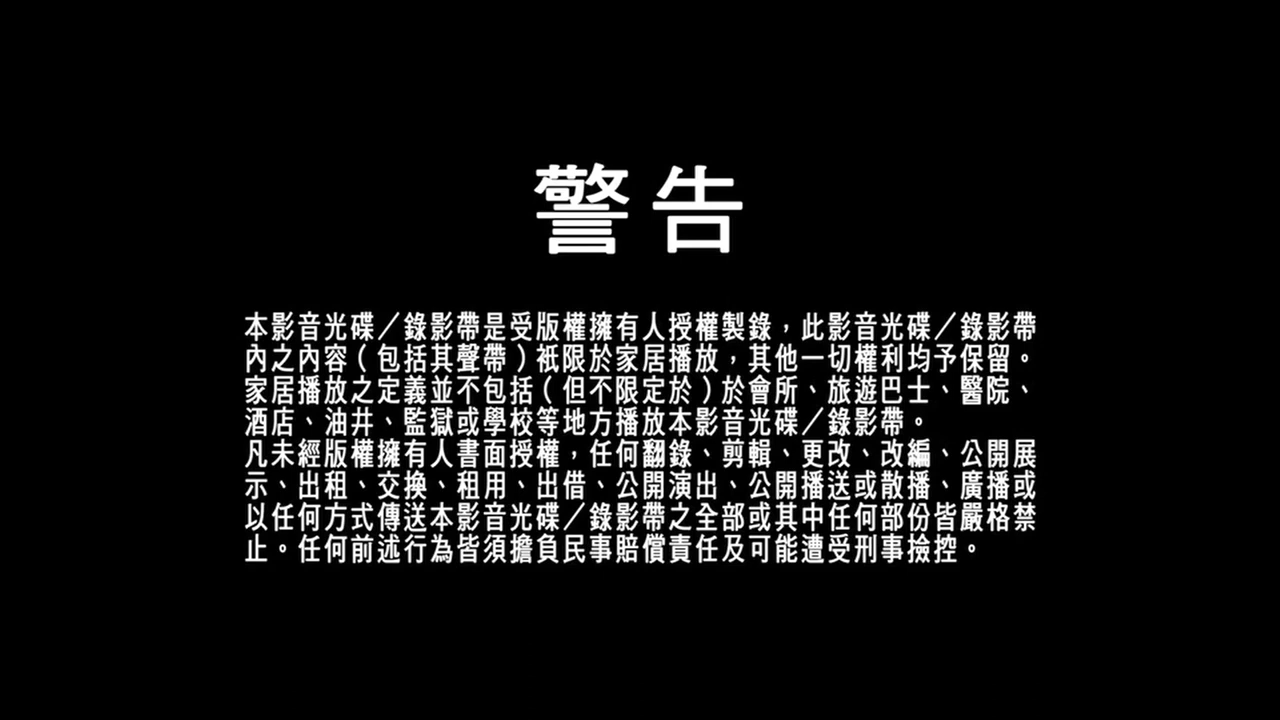 警告
本影音光碟／錄影帶是受版權擁有人授權製錄，此影音光碟／錄影帶
內之內容（包括其聲帶）衹限於家居播放，其他一切權利均予保留。
家居播放之定義並不包括（但不限定於）於會所、旅遊巴士、醫院、
酒店、油井、監獄或學校等地方播放本影音光碟／錄影帶。
凡未經版權擁有人書面授權，任何翻錄、剪輯、更改、改編、公開展
示、出租、交換、租用、出借、公開演出、公開播送或散播、廣播或
以任何方式傳送本影音光碟／錄影帶之全部或其中任何部份皆嚴格禁
止。任何前述行為皆須擔負民事賠償責任及可能遭受刑事撿控。